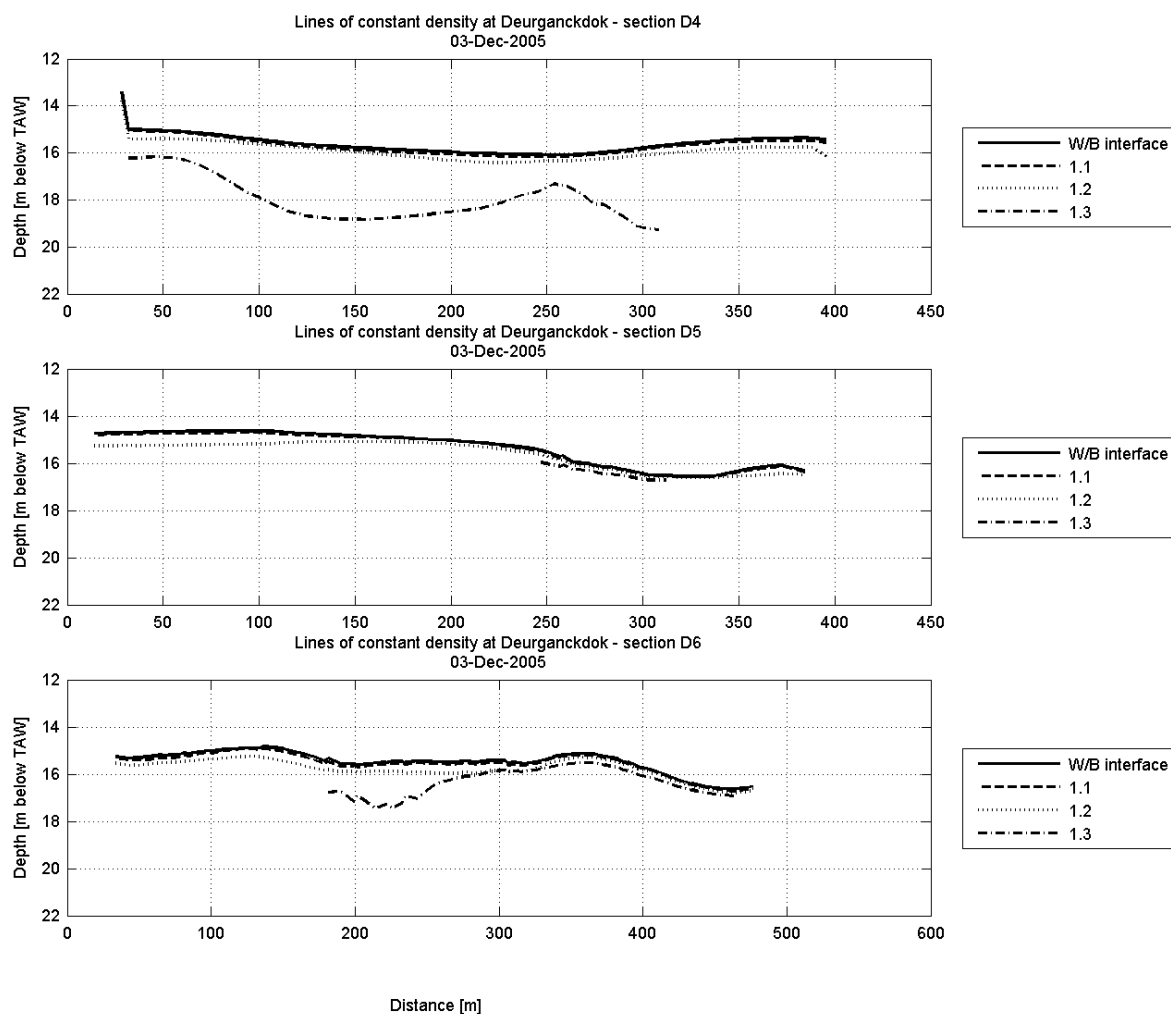 Lines of constant density at Deurganckdok - section D4
03-Dec-2005
12
14
16
18
20
22
Depth [m below TAW]
0 50 100 150 200 250 300 350 400 450
W/B interface
1.1
1.2
1.3
Lines of constant density at Deurganckdok - section D5
03-Dec-2005
12
14
16
18
20
22
Depth [m below TAW]
0 50 100 150 200 250 300 350 400 450
W/B interface
1.1
1.2
1.3
Lines of constant density at Deurganckdok - section D6
03-Dec-2005
12
14
16
18
20
22
Depth [m below TAW]
0 100 200 300 400 500 600
W/B interface
1.1
1.2
1.3
Distance [m]